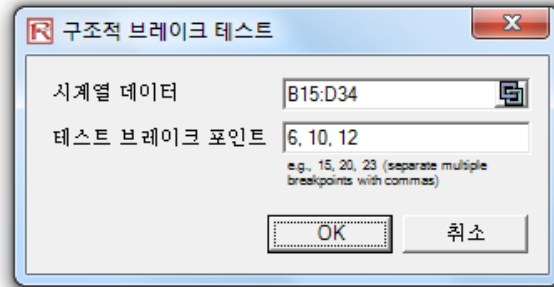 구조적 브레이크 테스트
시계열 데이터 B15:D34
테스트 브레이크 포인트 6, 10, 12
e.g., 15, 20, 23 (separate multiple
breakpoints with commas)
OK 취소